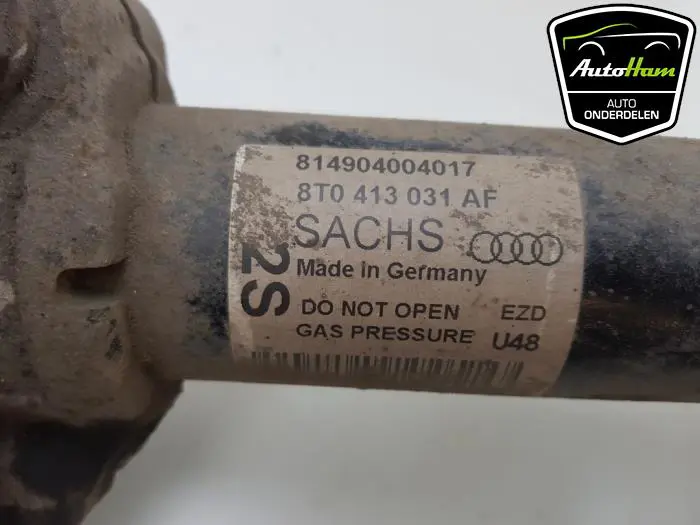 AutoHam
AUTO
ONDERDELEN
814904004017
8T0 413 031 AF
SACHS
Made in Germany
2S
DO NOT OPEN EZD
GAS PRESSURE U48